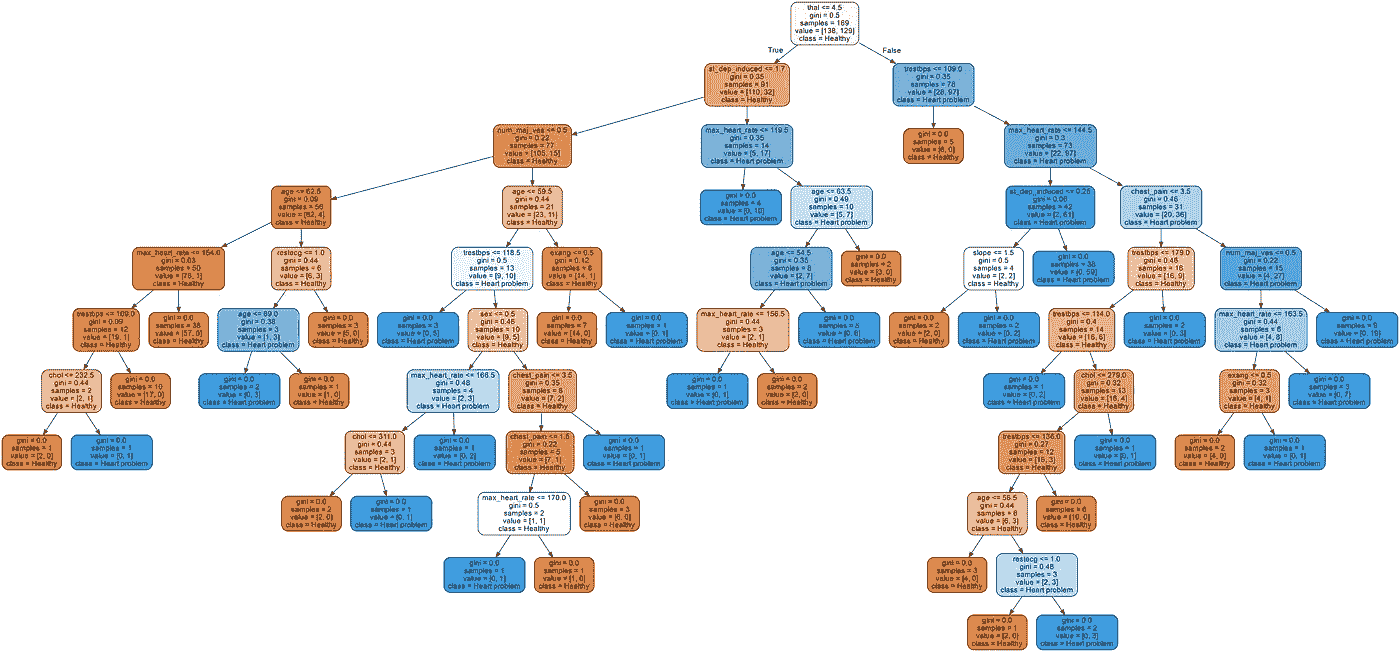 thal <= 4.5
gini = 0.5
samples = 169
value = [138, 129]
class = Healthy
True
False
st_dep_induced <= 1.7
gini = 0.35
samples = 91
value = [110, 32]
class = Healthy
trestbps <= 109.0
gini = 0.35
samples = 78
value = [28, 97]
class = Heart problem
num_maj_ves <= 0.5
gini = 0.22
samples = 77
value = [105, 15]
class = Healthy
max_heart_rate <= 119.5
gini = 0.35
samples = 14
value = [5, 17]
class = Heart problem
gini = 0.0
samples = 5
value = [6, 0]
class = Healthy
max_heart_rate <= 144.5
gini = 0.3
samples = 73
value = [22, 97]
class = Heart problem
age <= 62.5
gini = 0.09
samples = 56
value = [82, 4]
class = Healthy
age <= 59.5
gini = 0.44
samples = 21
value = [23, 11]
class = Healthy
gini = 0.0
samples = 4
value = [0, 10]
class = Heart problem
age <= 63.5
gini = 0.49
samples = 10
value = [5, 7]
class = Heart problem
st_dep_induced <= 0.25
gini = 0.06
samples = 42
value = [2, 61]
class = Heart problem
chest_pain <= 3.5
gini = 0.46
samples = 31
value = [20, 36]
class = Heart problem
max_heart_rate <= 154.0
gini = 0.03
samples = 50
value = [76, 1]
class = Healthy
restecg <= 1.0
gini = 0.44
samples = 6
value = [6, 3]
class = Healthy
trestbps <= 118.5
gini = 0.5
samples = 13
value = [9, 10]
class = Heart problem
exang <= 0.5
gini = 0.12
samples = 8
value = [14, 1]
class = Healthy
age <= 54.5
gini = 0.35
samples = 8
value = [2, 7]
class = Heart problem
gini = 0.0
samples = 2
value = [3, 0]
class = Healthy
slope <= 1.5
gini = 0.5
samples = 4
value = [2, 2]
class = Healthy
gini = 0.0
samples = 38
value = [0, 59]
class = Heart problem
trestbps <= 179.0
gini = 0.46
samples = 16
value = [16, 9]
class = Healthy
num_maj_ves <= 0.5
gini = 0.22
samples = 15
value = [4, 27]
class = Heart problem
trestbps <= 109.0
gini = 0.09
samples = 12
value = [19, 1]
class = Healthy
gini = 0.0
samples = 38
value = [57, 0]
class = Healthy
age <= 69.0
gini = 0.38
samples = 3
value = [1, 3]
class = Heart problem
gini = 0.0
samples = 3
value = [5, 0]
class = Healthy
gini = 0.0
samples = 3
value = [0, 5]
class = Heart problem
sex <= 0.5
gini = 0.46
samples = 10
value = [9, 5]
class = Healthy
gini = 0.0
samples = 7
value = [14, 0]
class = Healthy
gini = 0.0
samples = 1
value = [0, 1]
class = Heart problem
max_heart_rate <= 156.5
gini = 0.44
samples = 3
value = [2, 1]
class = Healthy
gini = 0.0
samples = 5
value = [0, 6]
class = Heart problem
gini = 0.0
samples = 2
value = [2, 0]
class = Healthy
gini = 0.0
samples = 2
value = [0, 2]
class = Heart problem
trestbps <= 114.0
gini = 0.4
samples = 14
value = [16, 6]
class = Healthy
gini = 0.0
samples = 2
value = [0, 3]
class = Heart problem
max_heart_rate <= 163.5
gini = 0.44
samples = 6
value = [4, 8]
class = Heart problem
gini = 0.0
samples = 9
value = [0, 19]
class = Heart problem
chol <= 232.5
gini = 0.44
samples = 2
value = [2, 1]
class = Healthy
gini = 0.0
samples = 10
value = [17, 0]
class = Healthy
gini = 0.0
samples = 2
value = [0, 3]
class = Heart problem
gini = 0.0
samples = 1
value = [1, 0]
class = Healthy
max_heart_rate <= 166.5
gini = 0.48
samples = 4
value = [2, 3]
class = Heart problem
chest_pain <= 3.5
gini = 0.35
samples = 6
value = [7, 2]
class = Healthy
gini = 0.0
samples = 1
value = [0, 1]
class = Heart problem
gini = 0.0
samples = 2
value = [2, 0]
class = Healthy
gini = 0.0
samples = 1
value = [0, 2]
class = Heart problem
chol <= 279.0
gini = 0.32
samples = 13
value = [16, 4]
class = Healthy
exang <= 0.5
gini = 0.32
samples = 3
value = [4, 1]
class = Healthy
gini = 0.0
samples = 3
value = [0, 7]
class = Heart problem
gini = 0.0
samples = 1
value = [2, 0]
class = Healthy
gini = 0.0
samples = 1
value = [0, 1]
class = Heart problem
chol <= 311.0
gini = 0.44
samples = 3
value = [2, 1]
class = Healthy
gini = 0.0
samples = 1
value = [0, 2]
class = Heart problem
chest_pain <= 1.5
gini = 0.22
samples = 5
value = [7, 1]
class = Healthy
gini = 0.0
samples = 1
value = [0, 1]
class = Heart problem
trestbps <= 136.0
gini = 0.27
samples = 12
value = [16, 3]
class = Healthy
gini = 0.0
samples = 1
value = [0, 1]
class = Heart problem
gini = 0.0
samples = 2
value = [4, 0]
class = Healthy
gini = 0.0
samples = 1
value = [0, 1]
class = Heart problem
gini = 0.0
samples = 2
value = [2, 0]
class = Healthy
gini = 0.0
samples = 1
value = [0, 1]
class = Heart problem
max_heart_rate <= 170.0
gini = 0.5
samples = 2
value = [1, 1]
class = Healthy
gini = 0.0
samples = 3
value = [6, 0]
class = Healthy
age <= 56.5
gini = 0.44
samples = 6
value = [6, 3]
class = Healthy
gini = 0.0
samples = 6
value = [10, 0]
class = Healthy
gini = 0.0
samples = 1
value = [0, 1]
class = Heart problem
gini = 0.0
samples = 1
value = [1, 0]
class = Healthy
gini = 0.0
samples = 3
value = [4, 0]
class = Healthy
restecg <= 1.0
gini = 0.48
samples = 3
value = [2, 3]
class = Heart problem
gini = 0.0
samples = 1
value = [2, 0]
class = Healthy
gini = 0.0
samples = 2
value = [0, 3]
class = Heart problem